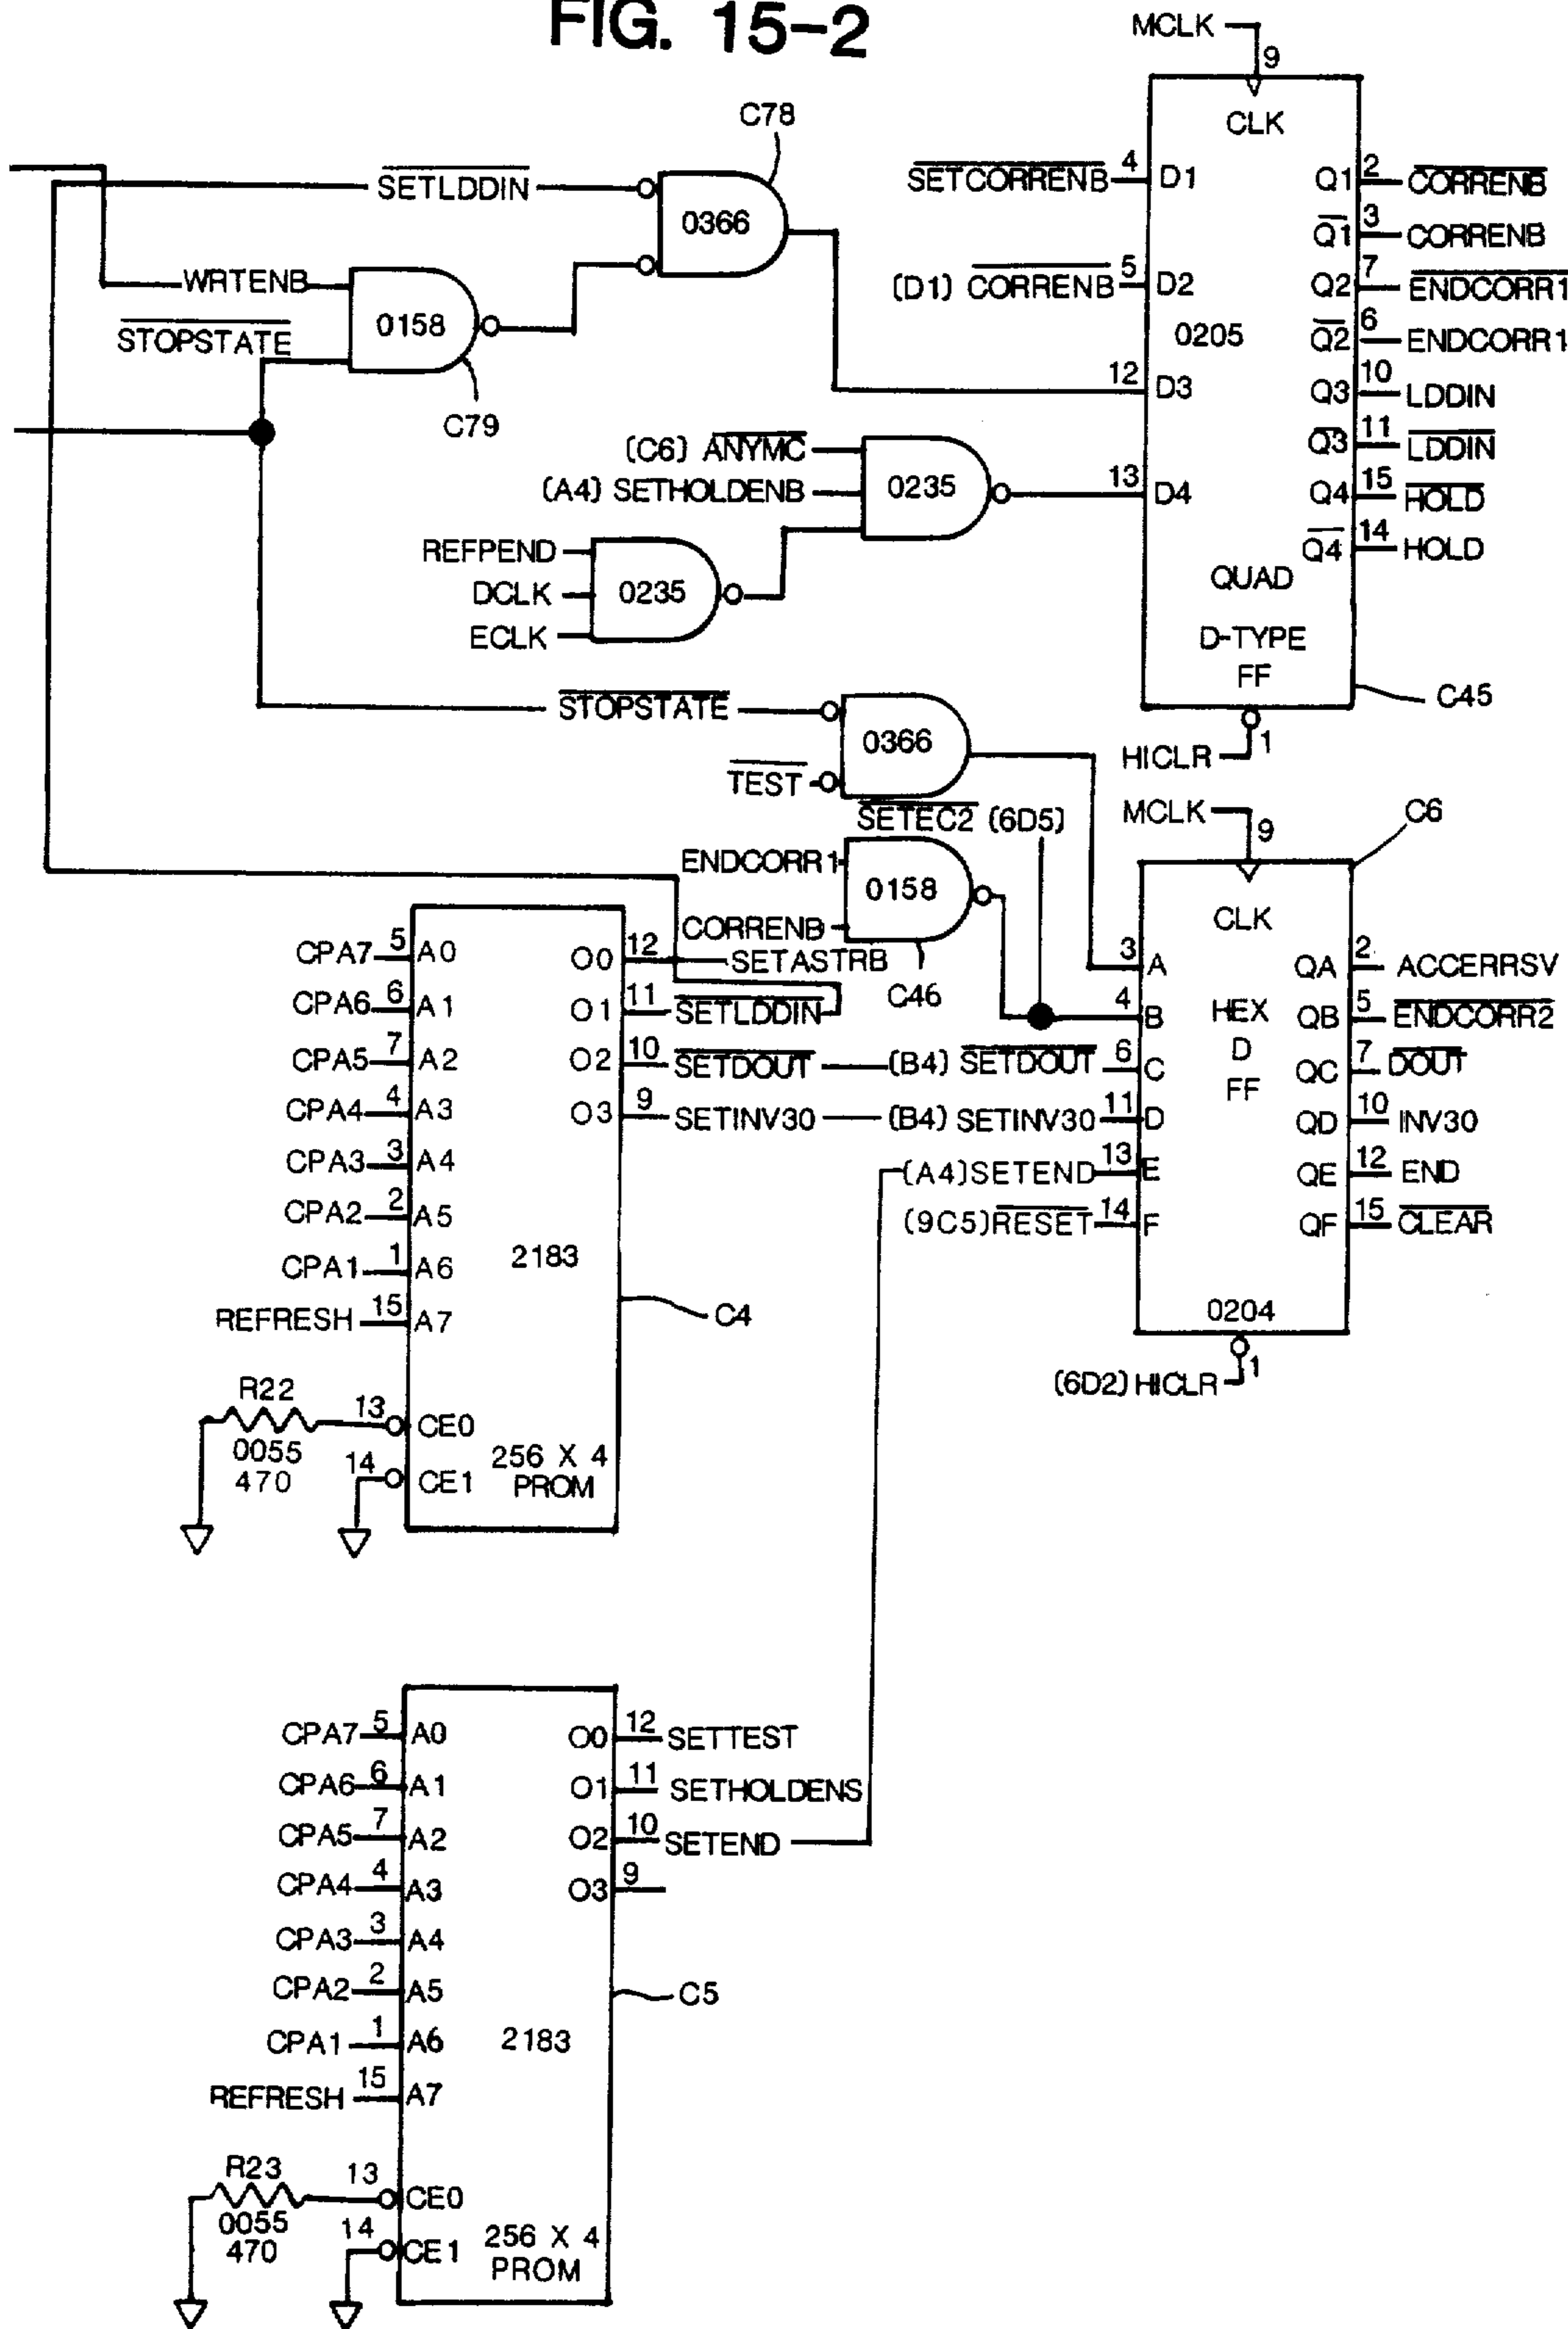 FIG. 15-2
MCLK
9
CLK
C78
SETLDDIN
0366
SETCORRENB 4 D1
Q1 2 CORRENB
Q1 3 CORRENB
WRTENB
0158
STOPSTATE
C79
(D1) CORRENB 5 D2
Q2 7 ENDCORR1
0205
Q2 6 ENDCORR1
12 D3
Q3 10 LDDIN
Q3 11 LDDIN
(C6) ANYMC
(A4) SETHOLDENB
0235
13 D4
Q4 15 HOLD
Q4 14 HOLD
REFPEND
DCLK
ECLK
0235
QUAD
D-TYPE
FF
C45
HICLR 1
STOPSTATE
0366
TEST
SETEC2 (6D5)
MCLK
9
C6
CLK
ENDCORR1
0158
CORRENB
C46
3 A
QA 2 ACCERRSV
4 B
HEX
D
FF
QB 5 ENDCORR2
CPA7 5 A0
O0 12 SETASTRB
CPA6 6 A1
O1 11 SETLDDIN
CPA5 7 A2
O2 10 SETDOUT
(B4) SETDOUT 6 C
QC 7 DOUT
CPA4 4 A3
O3 9 SETINV30
(B4) SETINV30 11 D
QD 10 INV30
CPA3 3 A4
(A4)SETEND 13 E
QE 12 END
CPA2 2 A5
(9C5)RESET 14 F
QF 15 CLEAR
CPA1 1 A6
2183
REFRESH 15 A7
C4
0204
(6D2) HICLR 1
R22
0055
470
13 CE0
14 CE1
256 X 4
PROM
CPA7 5 A0
O0 12 SETTEST
CPA6 6 A1
O1 11 SETHOLDENS
CPA5 7 A2
O2 10 SETEND
CPA4 4 A3
O3 9
CPA3 3 A4
CPA2 2 A5
C5
CPA1 1 A6
2183
REFRESH 15 A7
R23
0055
470
13 CE0
14 CE1
256 X 4
PROM